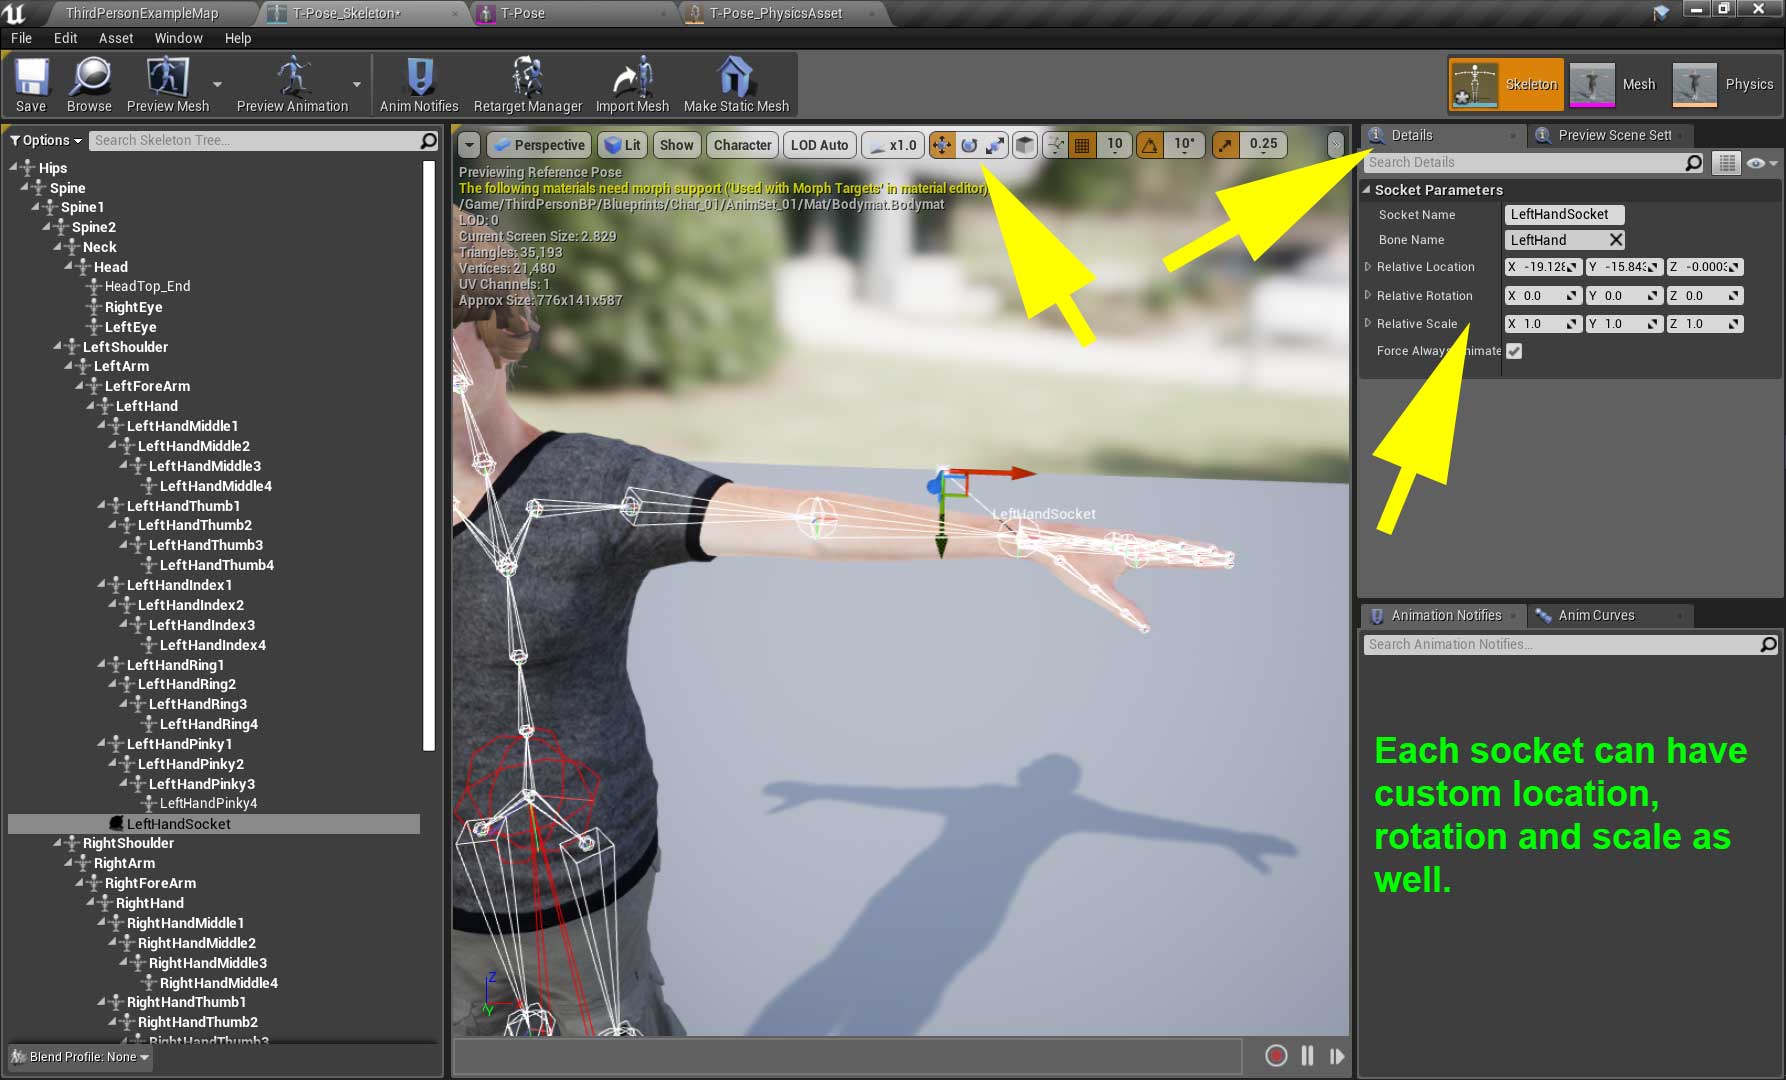 ThirdPersonExampleMap
T-Pose_Skeleton*
T-Pose
T-Pose_PhysicsAsset
File Edit Asset Window Help
Save
Browse
Preview Mesh
Preview Animation
Anim Notifies
Retarget Manager
Import Mesh
Make Static Mesh
Skeleton
Mesh
Physics
Options
Search Skeleton Tree...
Hips
Spine
Spine1
Spine2
Neck
Head
HeadTop_End
RightEye
LeftEye
LeftShoulder
LeftArm
LeftForeArm
LeftHand
LeftHandMiddle1
LeftHandMiddle2
LeftHandMiddle3
LeftHandMiddle4
LeftHandThumb1
LeftHandThumb2
LeftHandThumb3
LeftHandThumb4
LeftHandIndex1
LeftHandIndex2
LeftHandIndex3
LeftHandIndex4
LeftHandRing1
LeftHandRing2
LeftHandRing3
LeftHandRing4
LeftHandPinky1
LeftHandPinky2
LeftHandPinky3
LeftHandPinky4
LeftHandSocket
RightShoulder
RightArm
RightForeArm
RightHand
RightHandMiddle1
RightHandMiddle2
RightHandMiddle3
RightHandMiddle4
RightHandThumb1
RightHandThumb2
RightHandThumb3
Blend Profile: None
Perspective
Lit
Show
Character
LOD Auto
x1.0
10
10°
0.25
Previewing Reference Pose
The following materials need morph support ('Used with Morph Targets' in material editor)
/Game/ThirdPersonBP/Blueprints/Char_01/AnimSet_01/Mat/Bodymat.Bodymat
LOD: 0
Current Screen Size: 2.829
Triangles: 35,193
Vertices: 21,480
UV Channels: 1
Approx Size: 776x141x587
LeftHandSocket
Z
X
Y
Details
Preview Scene Sett
Search Details
Socket Parameters
Socket Name LeftHandSocket
Bone Name LeftHand
Relative Location X -19.128 Y -15.843 Z -0.0003
Relative Rotation X 0.0 Y 0.0 Z 0.0
Relative Scale X 1.0 Y 1.0 Z 1.0
Force Always
Animation Notifies
Anim Curves
Search Animation Notifies...
Each socket can have
custom location,
rotation and scale as
well.